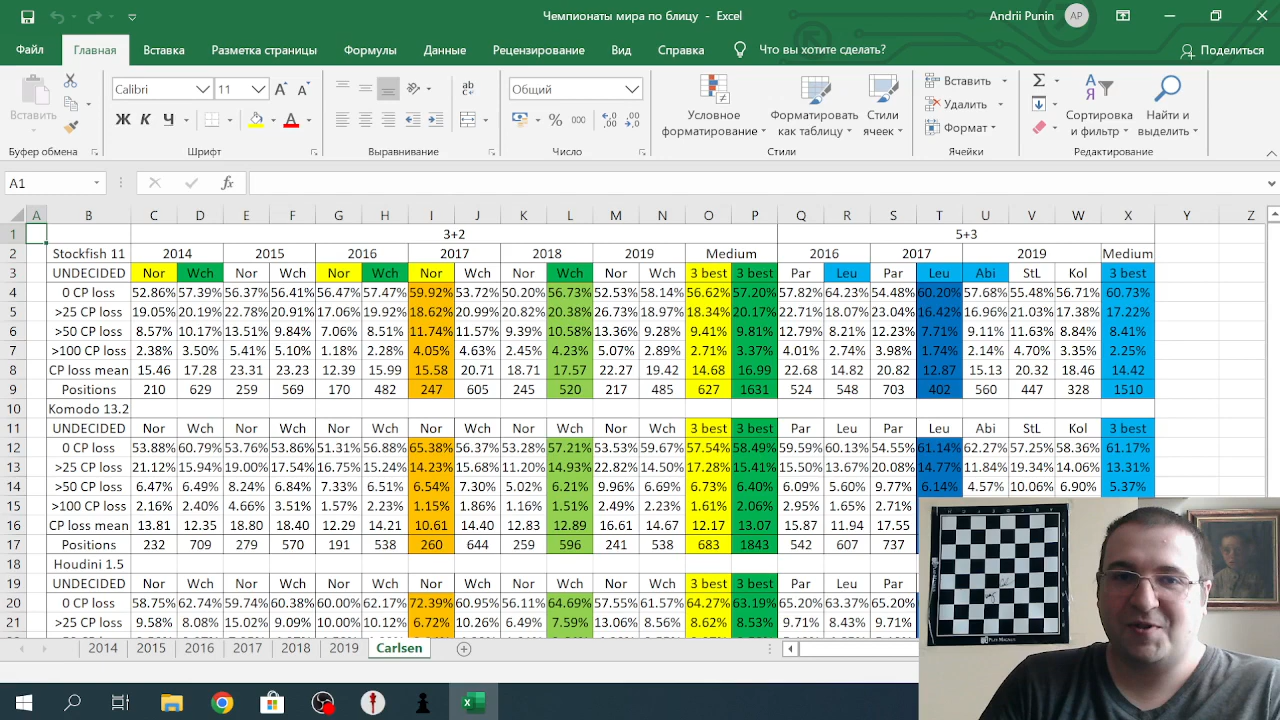 Чемпионаты мира по блицу - Excel
Andrii Punin AP
Файл Главная Вставка Разметка страницы Формулы Данные Рецензирование Вид Справка Что вы хотите сделать? Поделиться
Вставить
Calibri 11
Ж К Ч А
Общий
% 000
Условное форматирование
Форматировать как таблицу
Стили ячеек
Вставить
Удалить
Формат
Сортировка и фильтр
Найти и выделить
Буфер обмена Шрифт Выравнивание Число Стили Ячейки Редактирование
A1 fx
A B C D E F G H I J K L M N O P Q R S T U V W X Y Z
1 3+2 5+3
2 Stockfish 11 2014 2015 2016 2017 2018 2019 Medium 2016 2017 2019 Medium
3 UNDECIDED Nor Wch Nor Wch Nor Wch Nor Wch Nor Wch Nor Wch 3 best 3 best Par Leu Par Leu Abi StL Kol 3 best
4 0 CP loss 52.86% 57.39% 56.37% 56.41% 56.47% 57.47% 59.92% 53.72% 50.20% 56.73% 52.53% 58.14% 56.62% 57.20% 57.82% 64.23% 54.48% 60.20% 57.68% 55.48% 56.71% 60.73%
5 >25 CP loss 19.05% 20.19% 22.78% 20.91% 17.06% 19.92% 18.62% 20.99% 20.82% 20.38% 26.73% 18.97% 18.34% 20.17% 22.71% 18.07% 23.04% 16.42% 16.96% 21.03% 17.38% 17.22%
6 >50 CP loss 8.57% 10.17% 13.51% 9.84% 7.06% 8.51% 11.74% 11.57% 9.39% 10.58% 13.36% 9.28% 9.41% 9.81% 12.79% 8.21% 12.23% 7.71% 9.11% 11.63% 8.84% 8.41%
7 >100 CP loss 2.38% 3.50% 5.41% 5.10% 1.18% 2.28% 4.05% 4.63% 2.45% 4.23% 5.07% 2.89% 2.71% 3.37% 4.01% 2.74% 3.98% 1.74% 2.14% 4.70% 3.35% 2.25%
8 CP loss mean 15.46 17.28 23.31 23.23 12.39 15.99 15.58 20.71 18.71 17.57 22.27 19.42 14.68 16.99 22.68 14.82 20.82 12.87 15.13 20.32 18.46 14.42
9 Positions 210 629 259 569 170 482 247 605 245 520 217 485 627 1631 524 548 703 402 560 447 328 1510
10 Komodo 13.2
11 UNDECIDED Nor Wch Nor Wch Nor Wch Nor Wch Nor Wch Nor Wch 3 best 3 best Par Leu Par Leu Abi StL Kol 3 best
12 0 CP loss 53.88% 60.79% 53.76% 53.86% 51.31% 56.88% 65.38% 56.37% 53.28% 57.21% 53.53% 59.67% 57.54% 58.49% 59.59% 60.13% 54.55% 61.14% 62.27% 57.25% 58.36% 61.17%
13 >25 CP loss 21.12% 15.94% 19.00% 17.54% 16.75% 15.24% 14.23% 15.68% 11.20% 14.93% 22.82% 14.50% 17.28% 15.41% 15.50% 13.67% 20.08% 14.77% 11.84% 19.34% 14.06% 13.31%
14 >50 CP loss 6.47% 6.49% 8.24% 6.84% 7.33% 6.51% 6.54% 7.30% 5.02% 6.21% 9.96% 6.69% 6.73% 6.40% 6.09% 5.60% 9.77% 6.14% 4.57% 10.06% 6.90% 5.37%
15 >100 CP loss 2.16% 2.40% 4.66% 3.51% 1.57% 2.23% 1.15% 1.86% 1.16% 1.51% 2.49% 2.23% 1.61% 2.06% 1.85% 1.65% 2.71%
16 CP loss mean 13.81 12.35 18.80 18.40 12.29 14.21 10.61 14.40 12.83 12.89 16.61 14.67 12.17 13.07 15.87 11.94 17.55
17 Positions 232 709 279 570 191 538 260 644 259 596 241 538 683 1843 542 607 737
18 Houdini 1.5
19 UNDECIDED Nor Wch Nor Wch Nor Wch Nor Wch Nor Wch Nor Wch 3 best 3 best Par Leu Par
20 0 CP loss 58.75% 62.74% 59.74% 60.38% 60.00% 62.17% 72.39% 60.95% 56.11% 64.69% 57.55% 61.57% 64.27% 63.19% 65.20% 63.37% 65.20%
21 >25 CP loss 9.58% 8.08% 15.02% 9.09% 10.00% 10.12% 6.72% 10.26% 6.49% 7.59% 13.06% 8.56% 8.62% 8.53% 9.71% 8.43% 9.71%
2014 2015 2016 2017 2018 2019 Carlsen